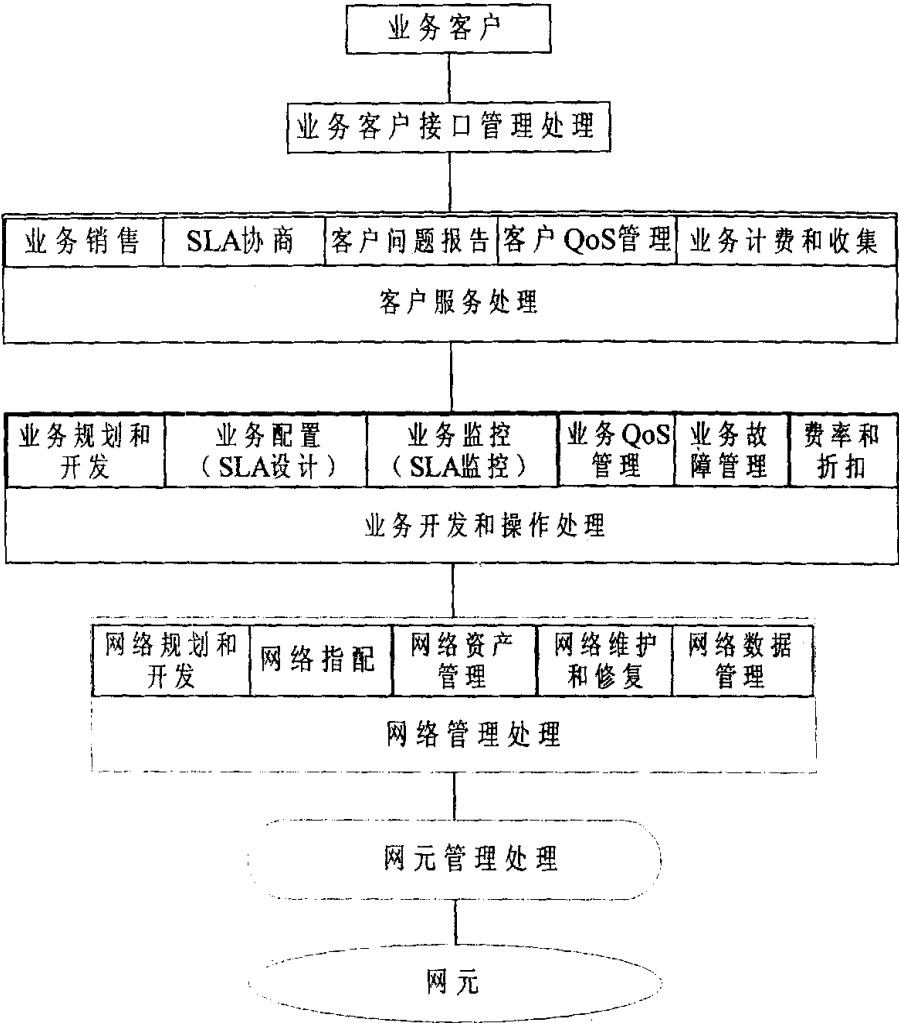 业务客户
业务客户接口管理处理
业务销售
SLA协商
客户问题报告
客户QoS管理
业务计费和收集
客户服务处理
业务规划和
开发
业务配置
（SLA设计）
业务监控
（SLA监控）
业务QoS
管理
业务故
障管理
费率和
折扣
业务开发和操作处理
网络规划和
开发
网络指配
网络资产
管理
网络维护
和修复
网络数据
管理
网络管理处理
网元管理处理
网元